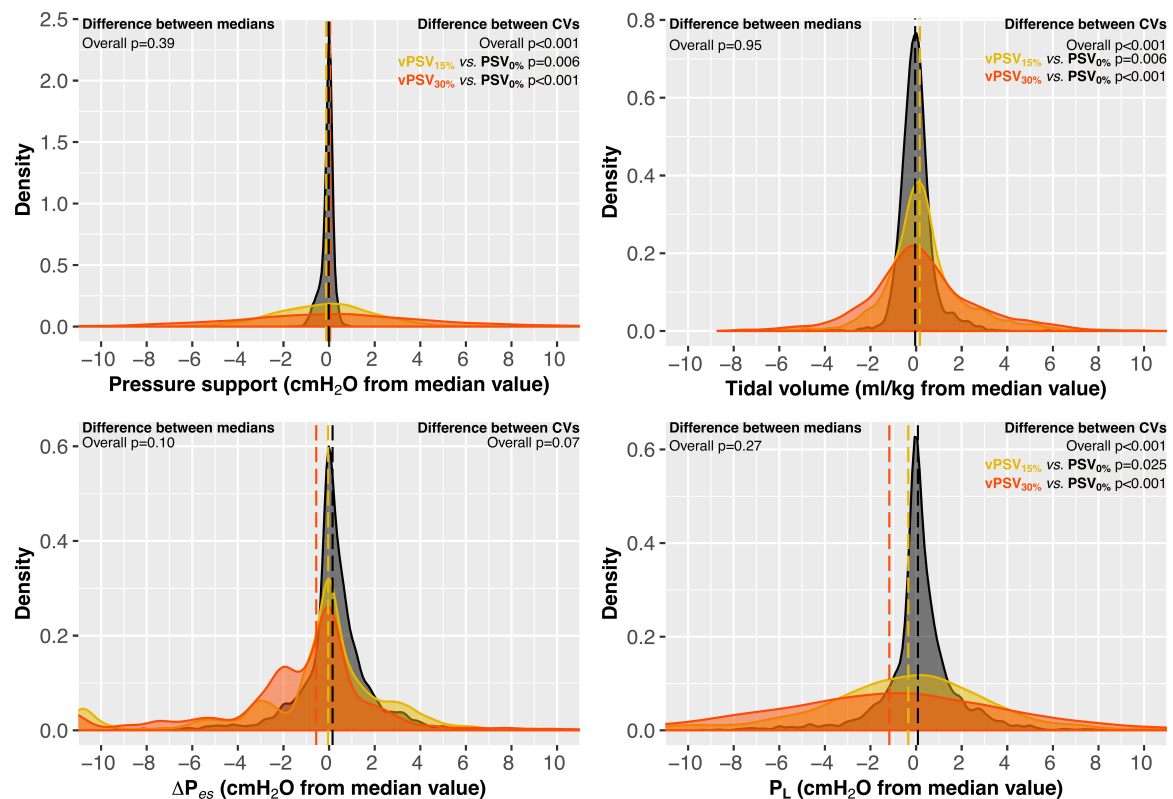 Difference between medians
Overall p=0.39
Difference between CVs
Overall p<0.001
vPSV15% vs. PSV0% p=0.006
vPSV30% vs. PSV0% p<0.001
2.5
2.0
1.5
1.0
0.5
0.0
Density
−10 −8 −6 −4 −2 0 2 4 6 8 10
Pressure support (cmH2O from median value)
Difference between medians
Overall p=0.95
Difference between CVs
Overall p<0.001
vPSV15% vs. PSV0% p=0.006
vPSV30% vs. PSV0% p<0.001
0.8
0.6
0.4
0.2
0.0
Density
−10 −8 −6 −4 −2 0 2 4 6 8 10
Tidal volume (ml/kg from median value)
Difference between medians
Overall p=0.10
Difference between CVs
Overall p=0.07
0.6
0.4
0.2
0.0
Density
−10 −8 −6 −4 −2 0 2 4 6 8 10
ΔPes (cmH2O from median value)
Difference between medians
Overall p=0.27
Difference between CVs
Overall p<0.001
vPSV15% vs. PSV0% p=0.025
vPSV30% vs. PSV0% p<0.001
0.6
0.4
0.2
0.0
Density
−10 −8 −6 −4 −2 0 2 4 6 8 10
PL (cmH2O from median value)